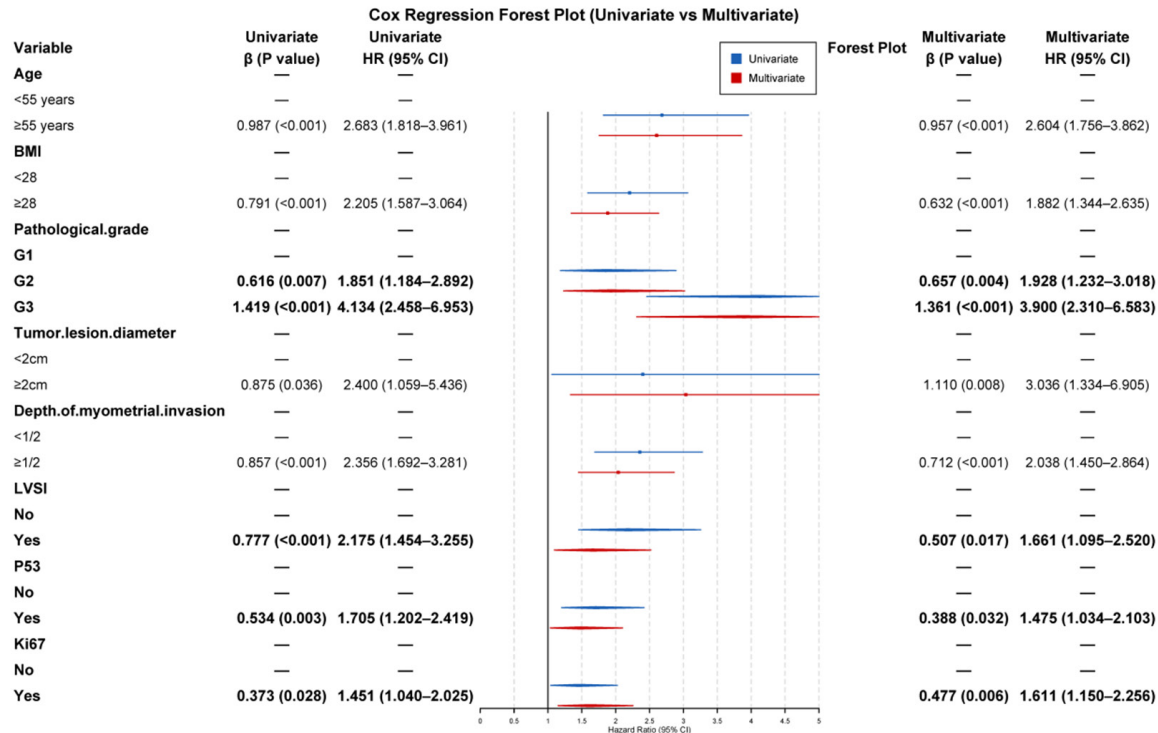 Cox Regression Forest Plot (Univariate vs Multivariate)
Variable Univariate β (P value) Univariate HR (95% CI) Forest Plot Multivariate β (P value) Multivariate HR (95% CI)
Univariate
Multivariate
Age — — — —
<55 years — — — —
≥55 years 0.987 (<0.001) 2.683 (1.818–3.961) 0.957 (<0.001) 2.604 (1.756–3.862)
BMI — — — —
<28 — — — —
≥28 0.791 (<0.001) 2.205 (1.587–3.064) 0.632 (<0.001) 1.882 (1.344–2.635)
Pathological.grade — — — —
G1 — — — —
G2 0.616 (0.007) 1.851 (1.184–2.892) 0.657 (0.004) 1.928 (1.232–3.018)
G3 1.419 (<0.001) 4.134 (2.458–6.953) 1.361 (<0.001) 3.900 (2.310–6.583)
Tumor.lesion.diameter — — — —
<2cm — — — —
≥2cm 0.875 (0.036) 2.400 (1.059–5.436) 1.110 (0.008) 3.036 (1.334–6.905)
Depth.of.myometrial.invasion — — — —
<1/2 — — — —
≥1/2 0.857 (<0.001) 2.356 (1.692–3.281) 0.712 (<0.001) 2.038 (1.450–2.864)
LVSI — — — —
No — — — —
Yes 0.777 (<0.001) 2.175 (1.454–3.255) 0.507 (0.017) 1.661 (1.095–2.520)
P53 — — — —
No — — — —
Yes 0.534 (0.003) 1.705 (1.202–2.419) 0.388 (0.032) 1.475 (1.034–2.103)
Ki67 — — — —
No — — — —
Yes 0.373 (0.028) 1.451 (1.040–2.025) 0.477 (0.006) 1.611 (1.150–2.256)
0 0.5 1 1.5 2 2.5 3 3.5 4 4.5 5
Hazard Ratio (95% CI)